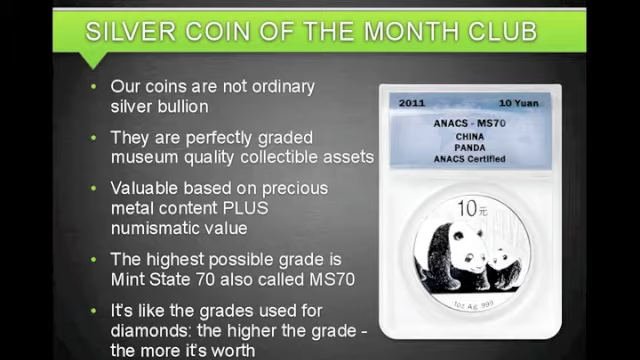 SILVER COIN OF THE MONTH CLUB
• Our coins are not ordinary
silver bullion
• They are perfectly graded
museum quality collectible assets
• Valuable based on precious
metal content PLUS
numismatic value
• The highest possible grade is
Mint State 70 also called MS70
• It's like the grades used for
diamonds: the higher the grade -
the more it's worth
2011 10 Yuan
ANACS - MS70
CHINA
PANDA
ANACS Certified
10元
1oz Ag .999